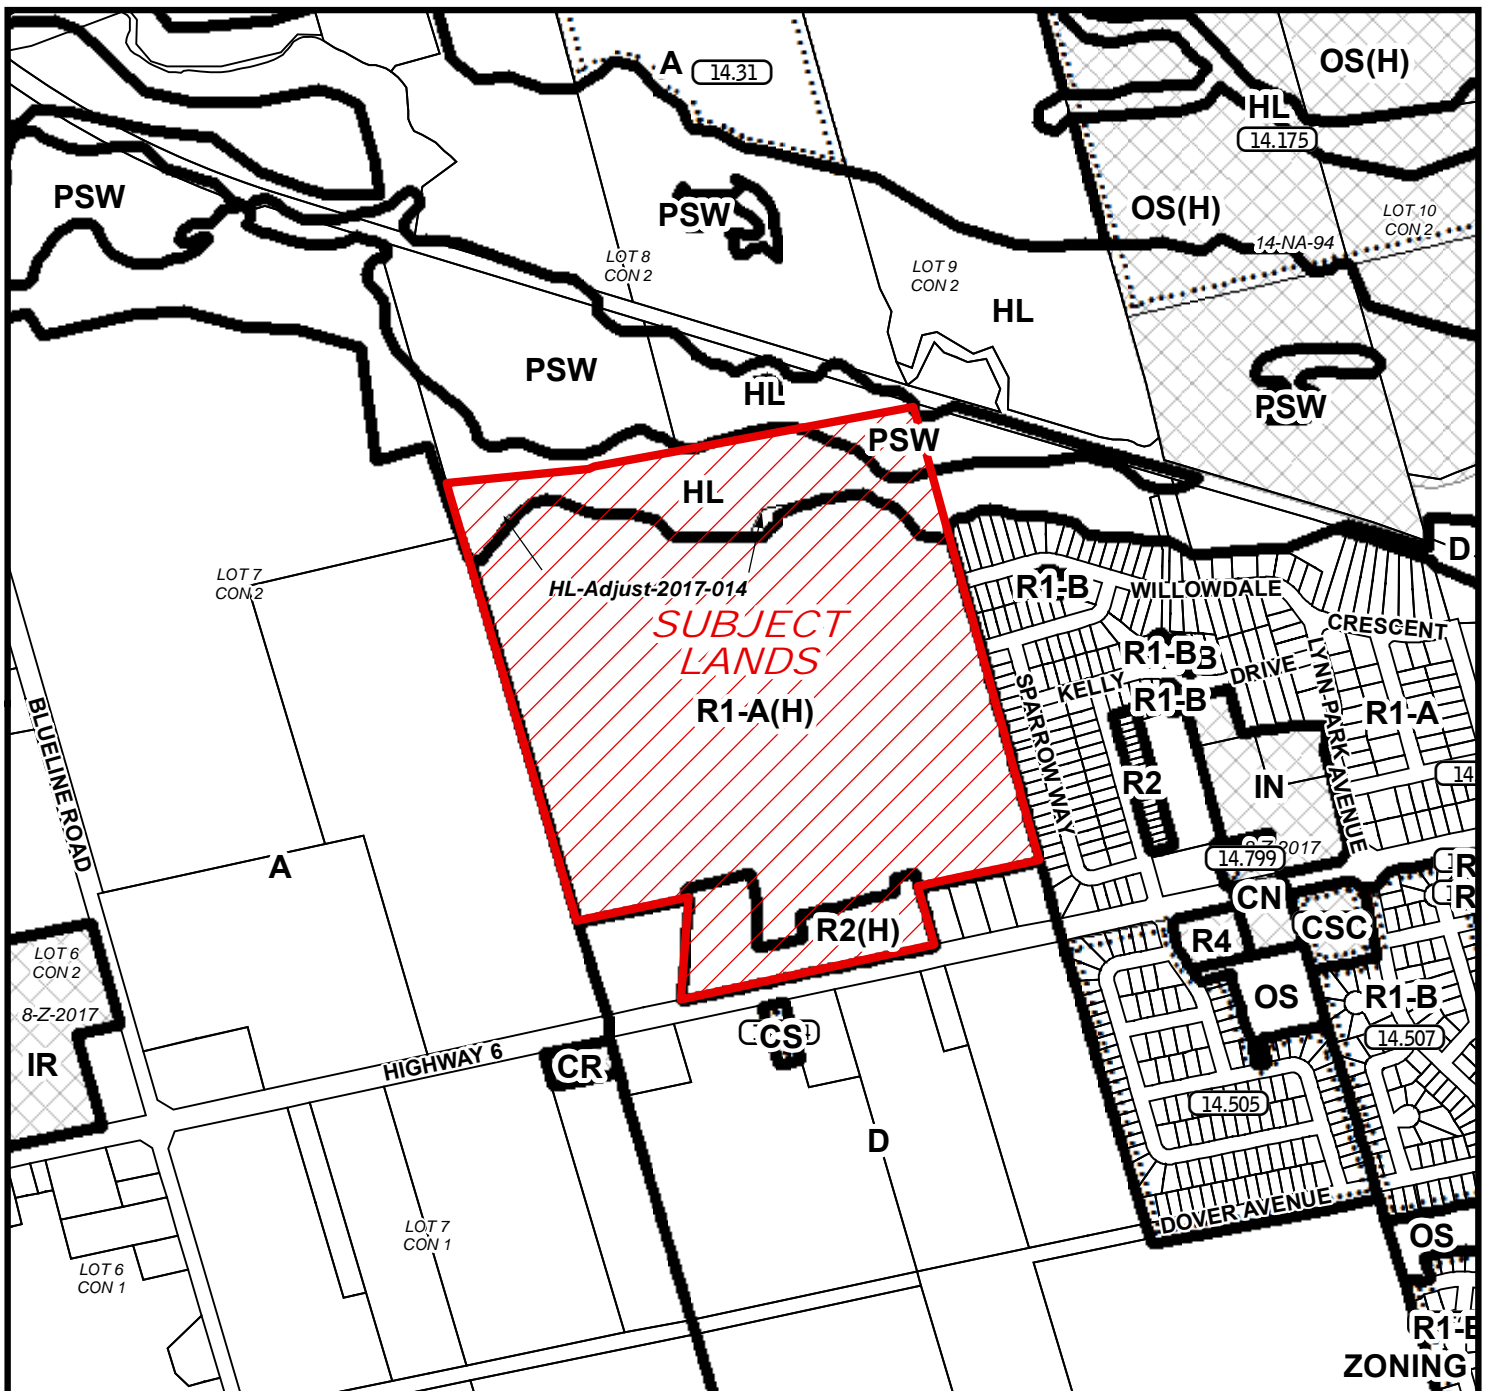 OS(H)
A
14.31
HL
14.175
PSW
PSW
OS(H)
LOT 10
CON 2
14-NA-94
LOT 8
CON 2
LOT 9
CON 2
HL
PSW
HL
PSW
PSW
HL
D
LOT 7
CON 2
HL-Adjust-2017-014
R1-B
WILLOWDALE
CRESCENT
SUBJECT
LANDS
R1-B
KELLY
DRIVE
LYNN PARK AVENUE
SPARROW WAY
R1-B
R1-A(H)
R1-A
BLUELINE ROAD
R2
IN
14
A
14.799
CN
R2(H)
R4
CSC
LOT 6
CON 2
OS
R1-B
8-Z-2017
CS
14.507
IR
HIGHWAY 6
CR
14.505
D
DOVER AVENUE
LOT 7
CON 1
OS
LOT 6
CON 1
ZONING